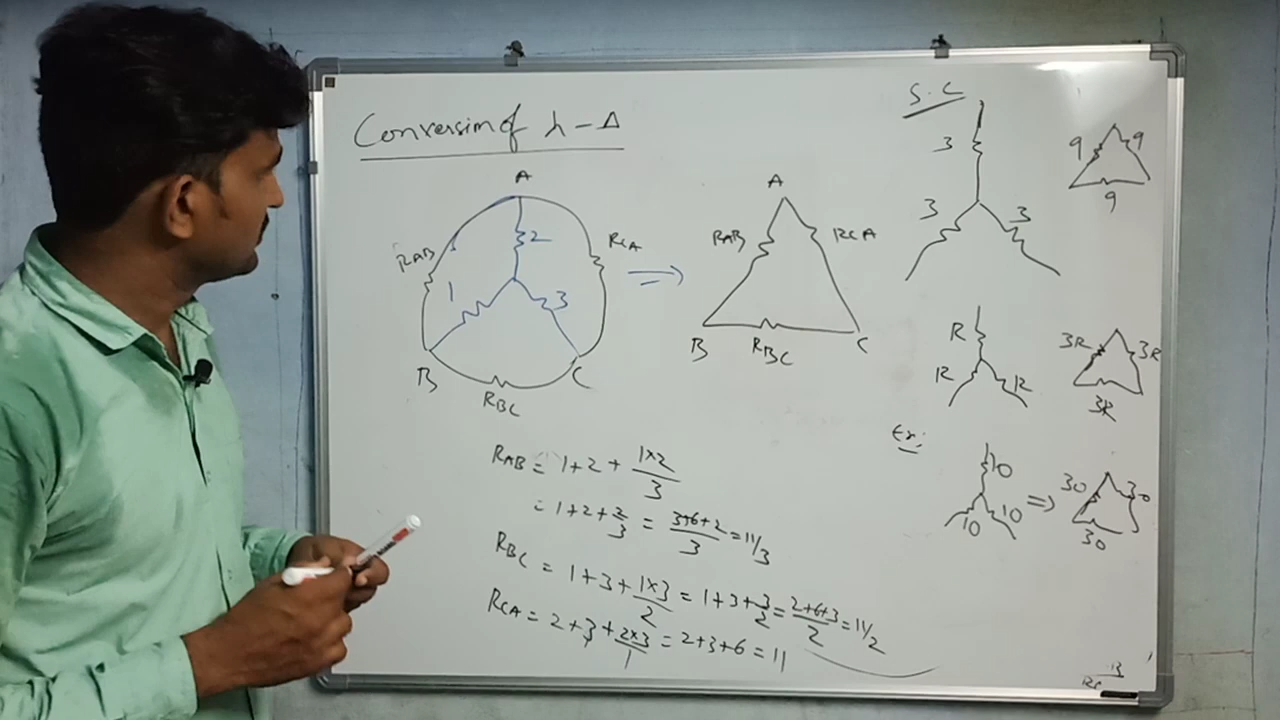 Conversion of ⅄ - Δ
A
RAB
RCA
2
1
3
B
C
RBC
⇒
A
RAB
RCA
B
C
RBC
S.C
3
3
3
9
9
9
R
R
R
3R
3R
3R
Ex:
10
10
10
⇒
30
30
30
RAB = 1+2 + 1×2/3
= 1+2+2/3 = 3+6+2/3 = 11/3
RBC = 1+3+ 1×3/2 = 1+3+3/2 = 2+6+3/2 = 11/2
RCA = 2+3+ 2×3/1 = 2+3+6 = 11